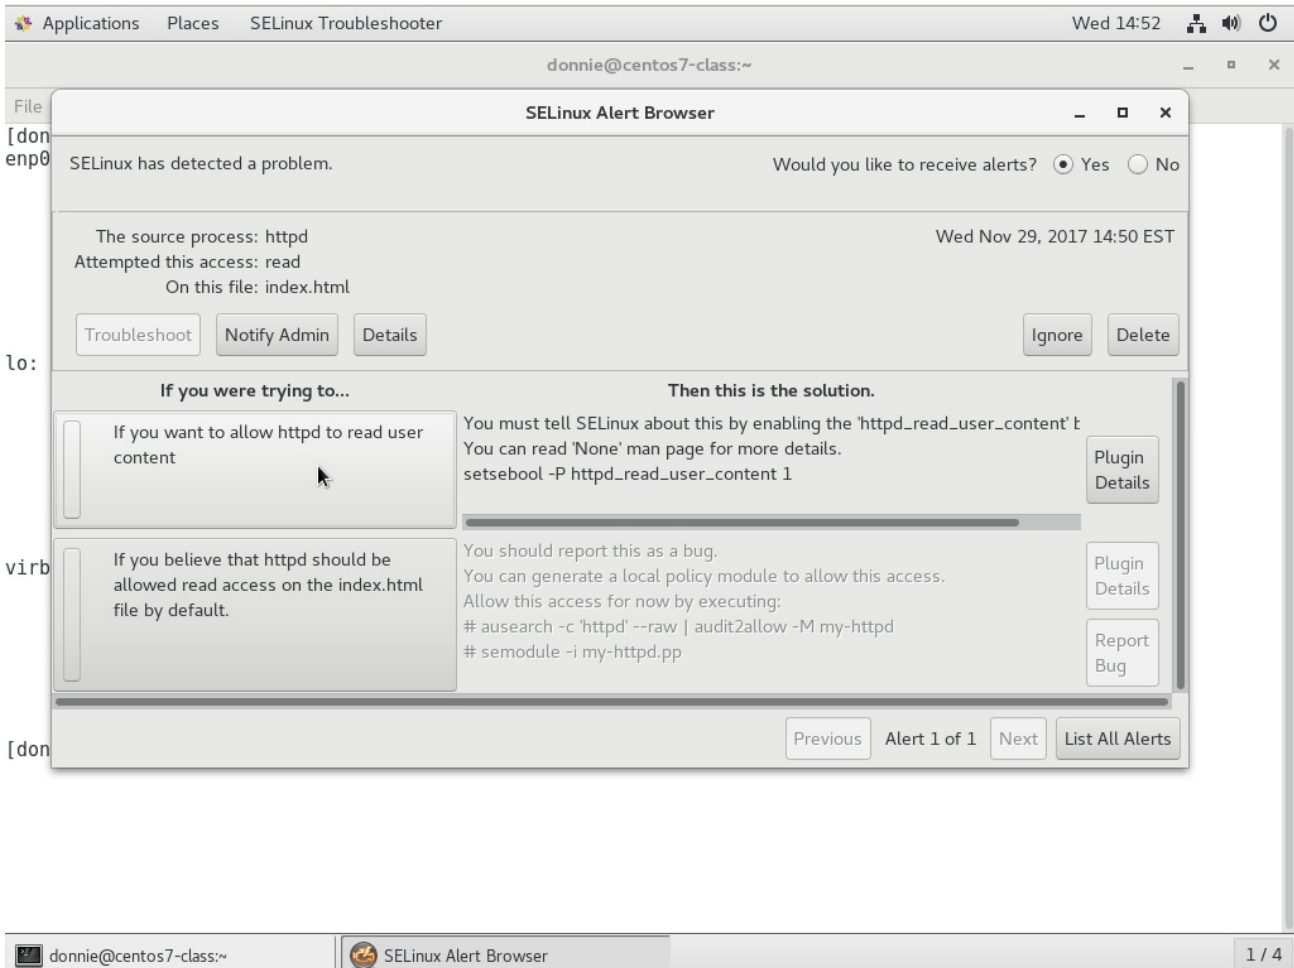 Applications Places SELinux Troubleshooter Wed 14:52
donnie@centos7-class:~
File
SELinux Alert Browser
[don
enp0
SELinux has detected a problem. Would you like to receive alerts? Yes No
The source process: httpd Wed Nov 29, 2017 14:50 EST
Attempted this access: read
On this file: index.html
Troubleshoot Notify Admin Details Ignore Delete
lo:
If you were trying to... Then this is the solution.
If you want to allow httpd to read user
content
You must tell SELinux about this by enabling the 'httpd_read_user_content' b
You can read 'None' man page for more details.
setsebool -P httpd_read_user_content 1
Plugin
Details
If you believe that httpd should be
allowed read access on the index.html
file by default.
You should report this as a bug.
You can generate a local policy module to allow this access.
Allow this access for now by executing:
# ausearch -c 'httpd' --raw | audit2allow -M my-httpd
# semodule -i my-httpd.pp
Plugin
Details
Report
Bug
virb
Previous Alert 1 of 1 Next List All Alerts
[don
donnie@centos7-class:~ SELinux Alert Browser 1 / 4